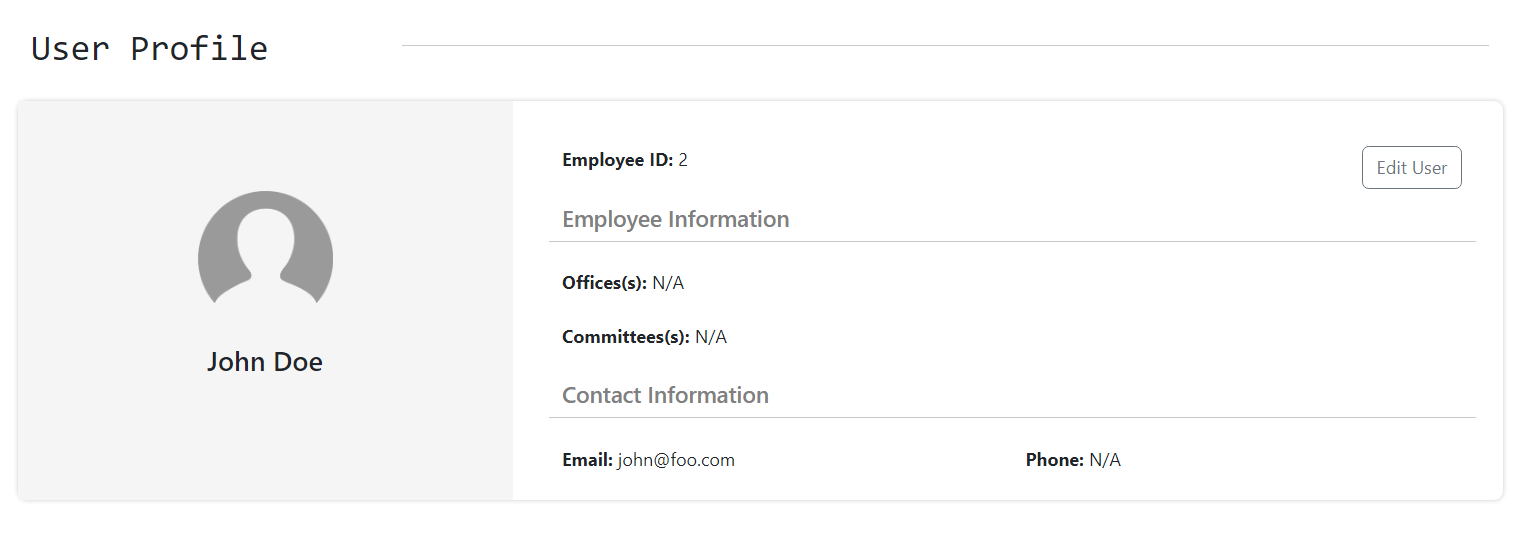 User Profile
Employee ID: 2
Edit User
Employee Information
Offices(s): N/A
Committees(s): N/A
John Doe
Contact Information
Email: john@foo.com
Phone: N/A